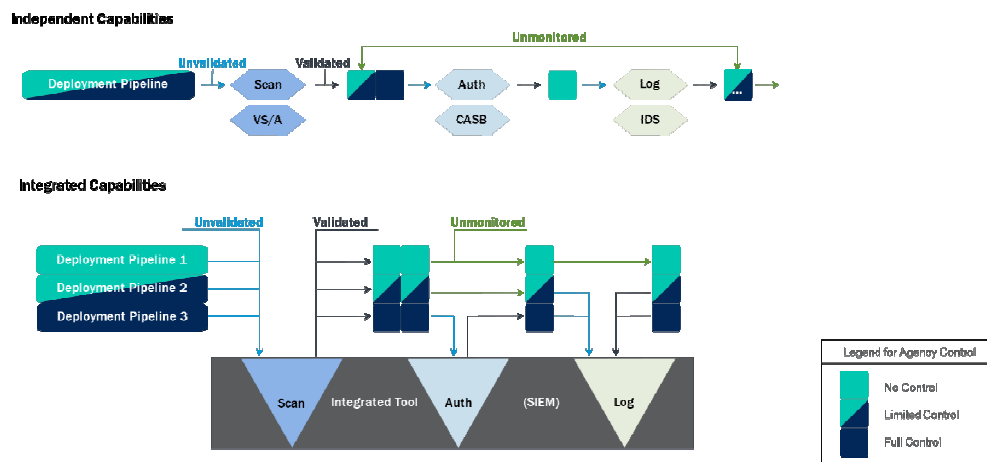 Independent Capabilities
Unmonitored
Unvalidated
Validated
Deployment Pipeline
Scan
Auth
Log
...
VS/A
CASB
IDS
Integrated Capabilities
Unvalidated
Validated
Unmonitored
Deployment Pipeline 1
Deployment Pipeline 2
Deployment Pipeline 3
Legend for Agency Control
No Control
Limited Control
Full Control
Scan
Integrated Tool
Auth
(SIEM)
Log